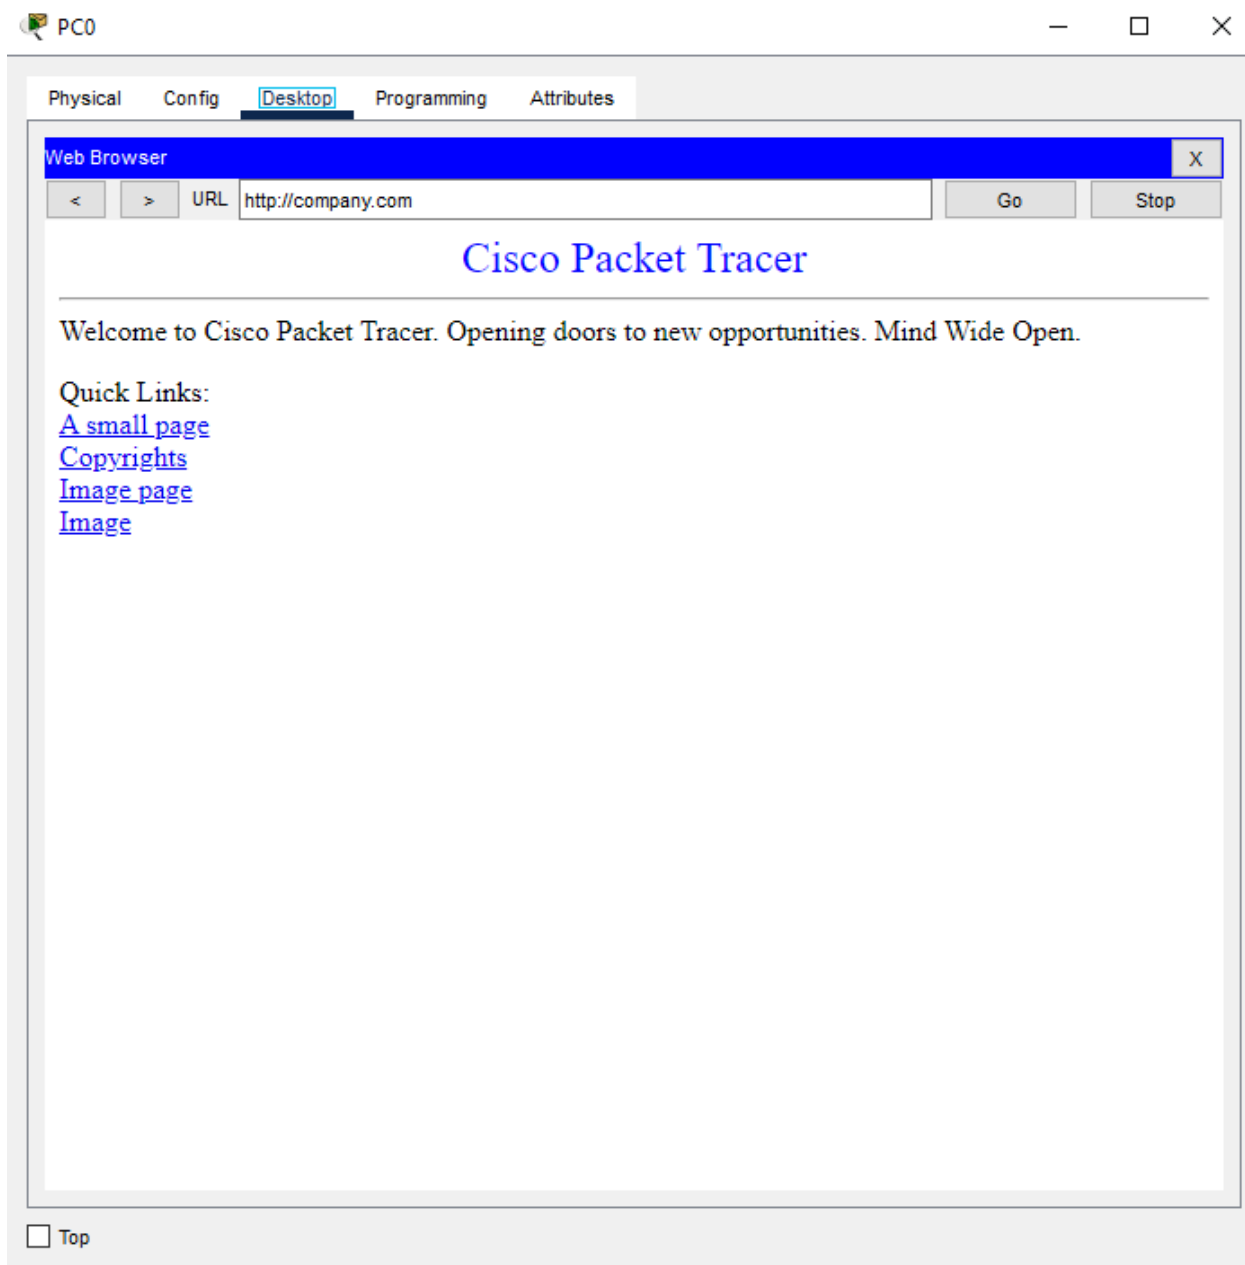 PC0
Physical Config Desktop Programming Attributes
Web Browser X
< > URL http://company.com Go Stop
Cisco Packet Tracer
Welcome to Cisco Packet Tracer. Opening doors to new opportunities. Mind Wide Open.
Quick Links:
A small page
Copyrights
Image page
Image
Top